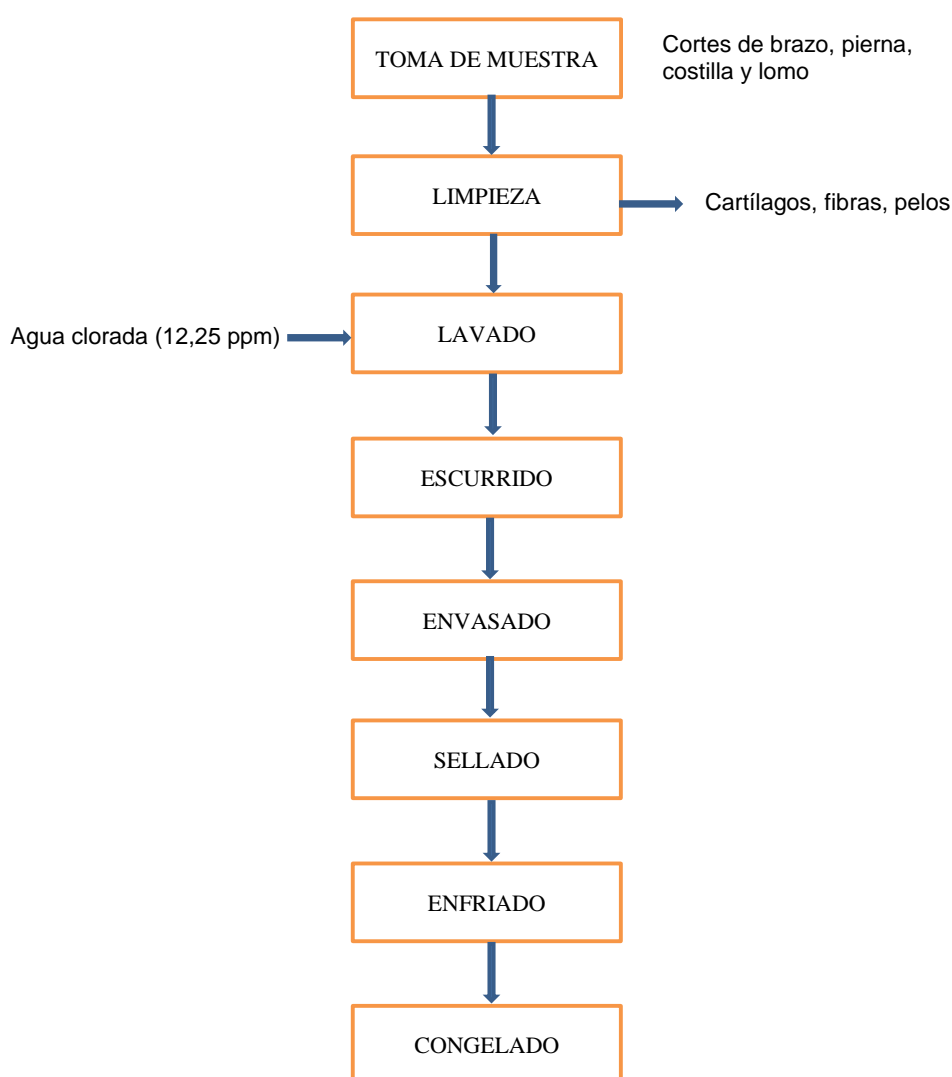 TOMA DE MUESTRA
Cortes de brazo, pierna,
costilla y lomo
LIMPIEZA
Cartílagos, fibras, pelos
Agua clorada (12,25 ppm)
LAVADO
ESCURRIDO
ENVASADO
SELLADO
ENFRIADO
CONGELADO